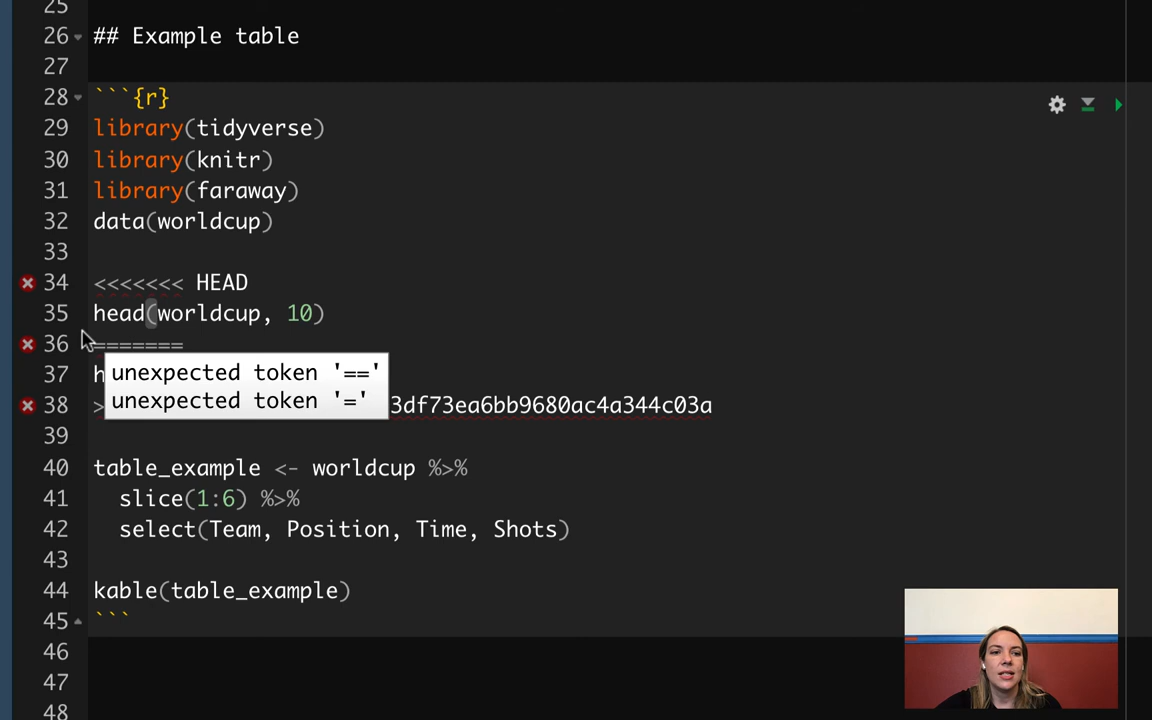 25
26 ## Example table
27
28 ```{r}
29 library(tidyverse)
30 library(knitr)
31 library(faraway)
32 data(worldcup)
33
34 <<<<<<< HEAD
35 head(worldcup, 10)
36 =======
37 h
unexpected token '=='
unexpected token '='
38 > 3df73ea6bb9680ac4a344c03a
39
40 table_example <- worldcup %>%
41 slice(1:6) %>%
42 select(Team, Position, Time, Shots)
43
44 kable(table_example)
45 ```
46
47
48